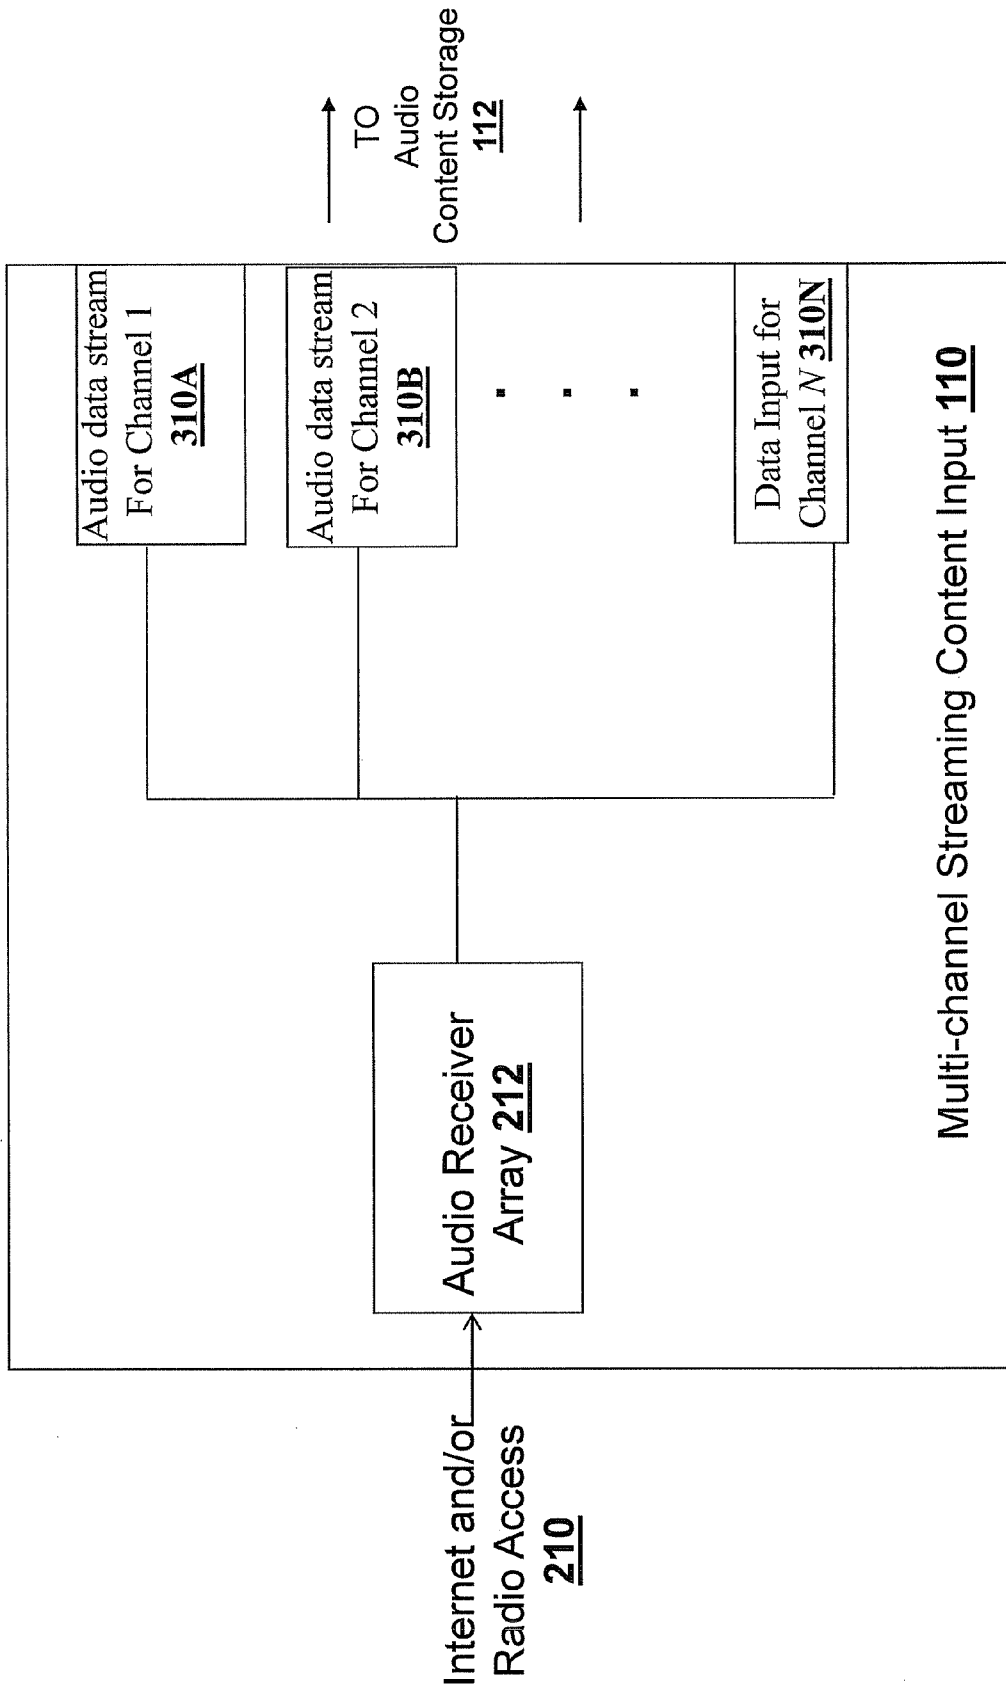 Internet and/or
Radio Access
210
Audio Receiver
Array 212
Audio data stream
For Channel 1
310A
Audio data stream
For Channel 2
310B
. . .
Data Input for
Channel N 310N
TO
Audio
Content Storage
112
Multi-channel Streaming Content Input 110